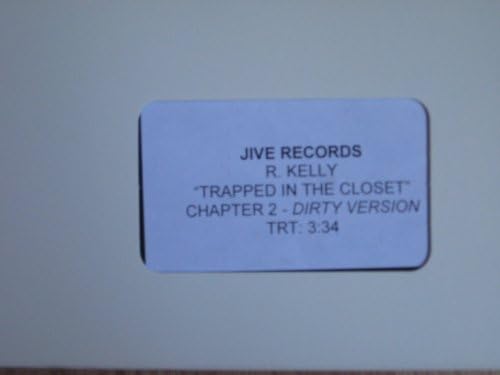 JIVE RECORDS
R. KELLY
"TRAPPED IN THE CLOSET"
CHAPTER 2 - DIRTY VERSION
TRT: 3:34